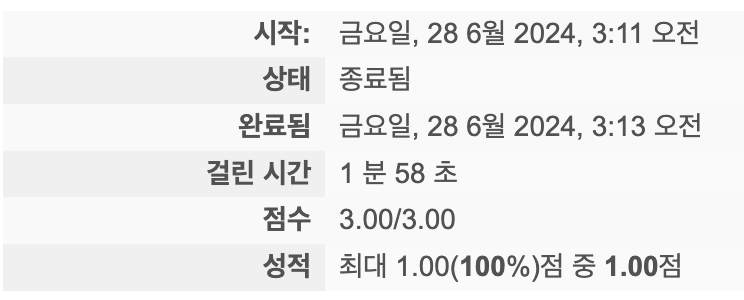 시작: 금요일, 28 6월 2024, 3:11 오전
상태 종료됨
완료됨 금요일, 28 6월 2024, 3:13 오전
걸린 시간 1 분 58 초
점수 3.00/3.00
성적 최대 1.00(100%)점 중 1.00점